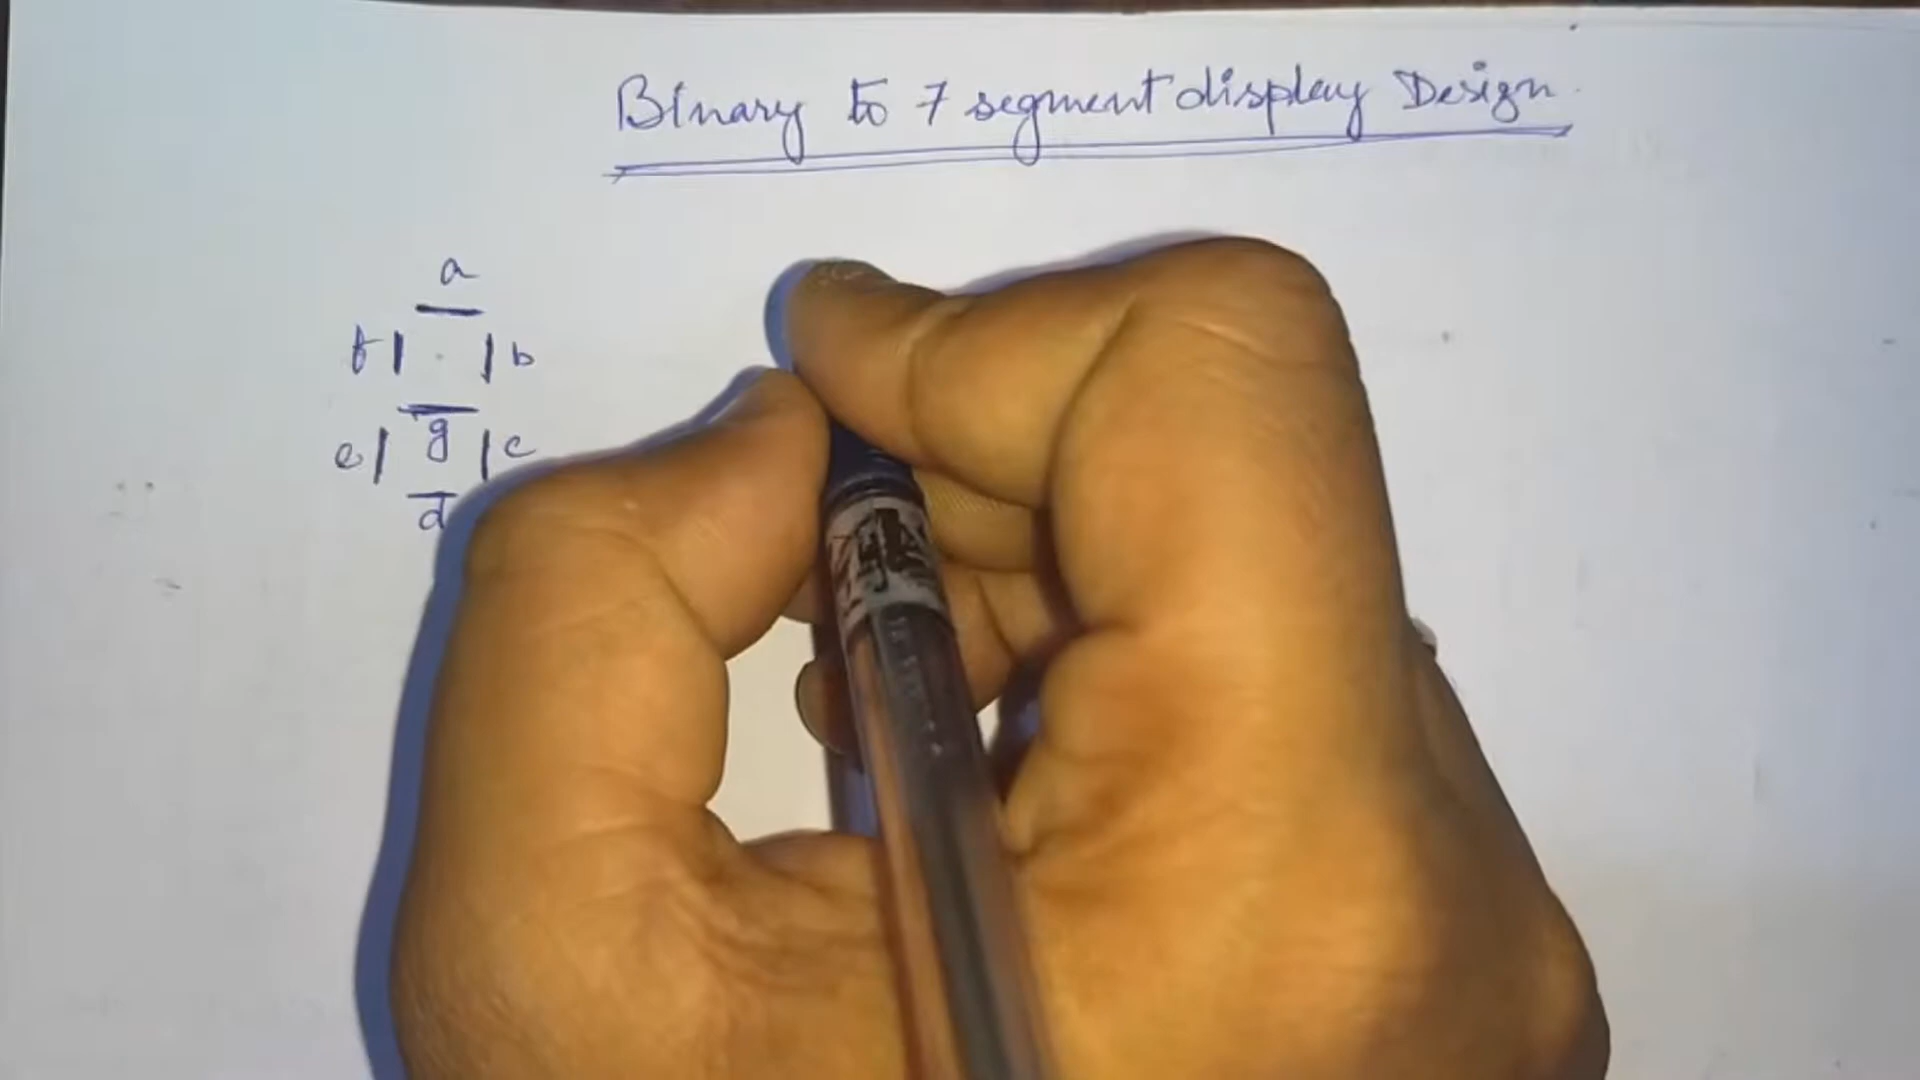 BInary to 7 segment display Design
a
f b
g
e c
d